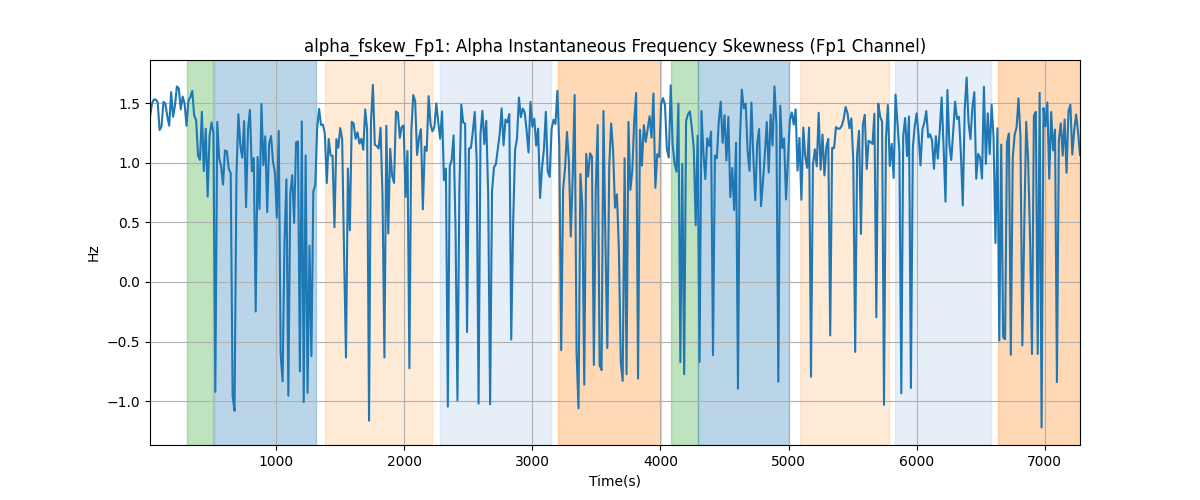 alpha_fskew_Fp1: Alpha Instantaneous Frequency Skewness (Fp1 Channel)
1.5
1.0
0.5
0.0
−0.5
−1.0
Hz
1000 2000 3000 4000 5000 6000 7000
Time(s)